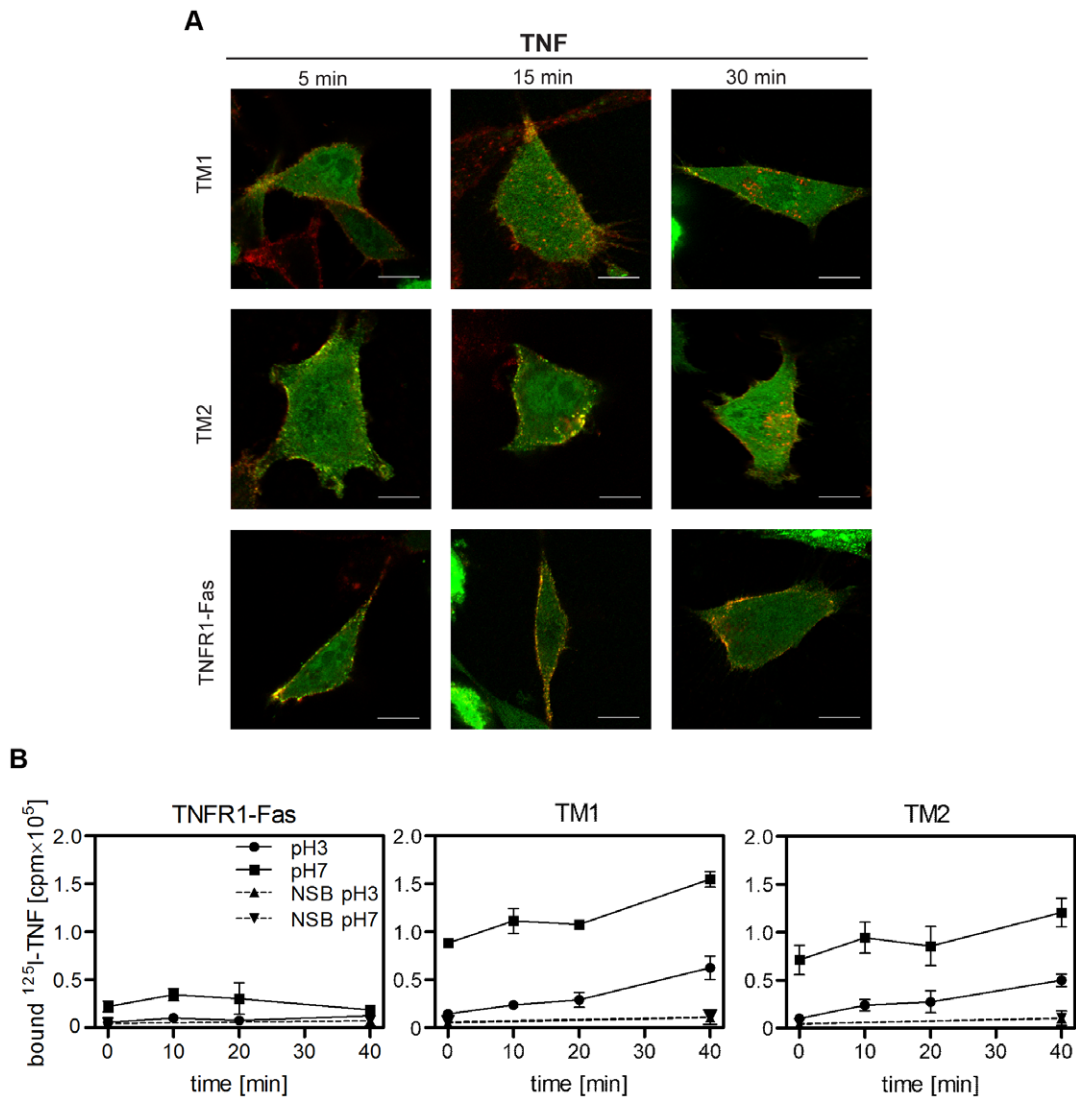 A
TNF
5 min
15 min
30 min
TM1
TM2
TNFR1-Fas
B
TNFR1-Fas
TM1
TM2
bound ¹²⁵I-TNF [cpm×10⁵]
2.0
1.5
1.0
0.5
0
pH3
pH7
NSB pH3
NSB pH7
0 10 20 30 40
time [min]
2.0
1.5
1.0
0.5
0
0 10 20 30 40
time [min]
2.0
1.5
1.0
0.5
0
0 10 20 30 40
time [min]